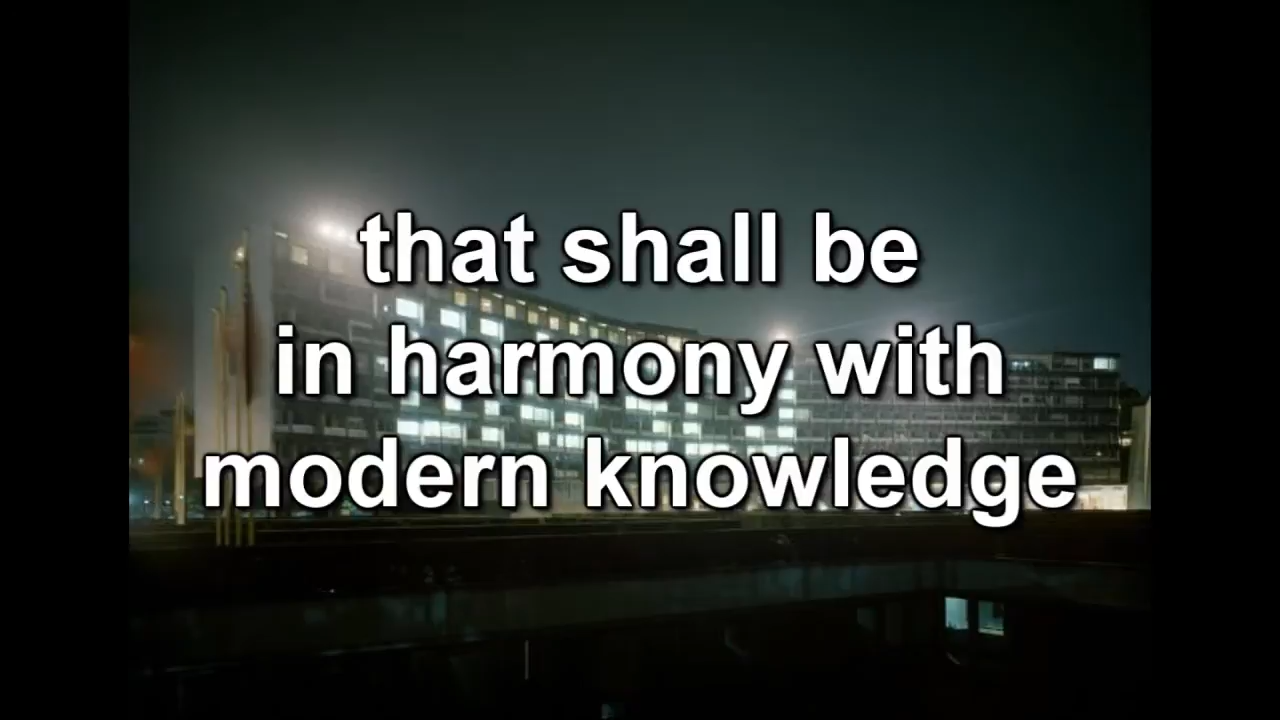 that shall be
in harmony with
modern knowledge